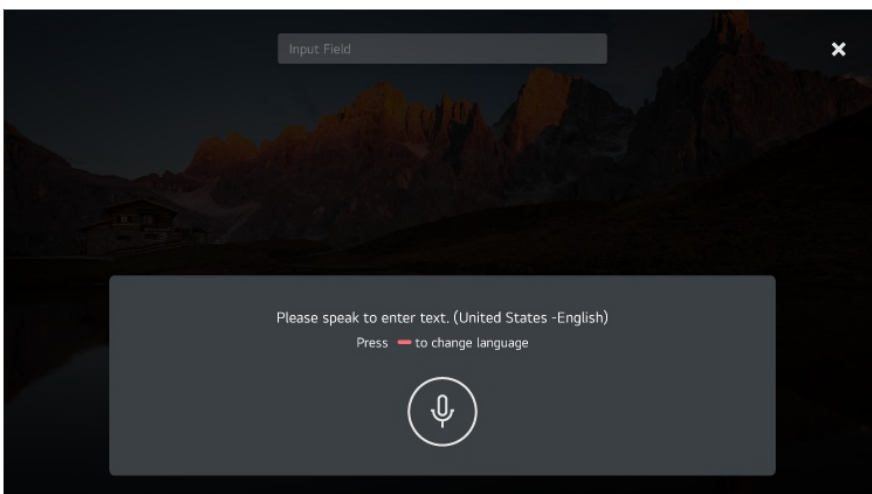 Input Field
Please speak to enter text. (United States -English)
Press to change language